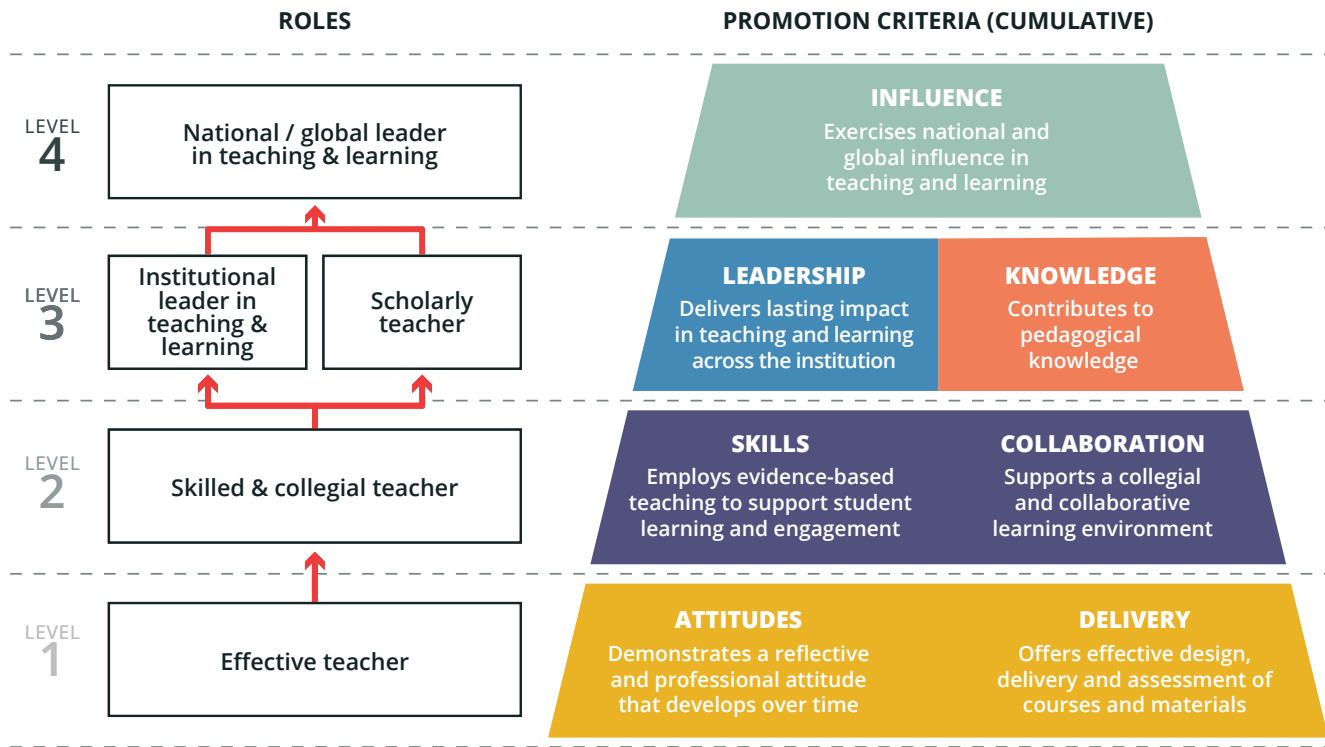 ROLES
PROMOTION CRITERIA (CUMULATIVE)
LEVEL
4
National / global leader
in teaching & learning
INFLUENCE
Exercises national and
global influence in
teaching and learning
LEVEL
3
Institutional
leader in
teaching &
learning
Scholarly
teacher
LEADERSHIP
Delivers lasting impact
in teaching and learning
across the institution
KNOWLEDGE
Contributes to
pedagogical
knowledge
LEVEL
2
Skilled & collegial teacher
SKILLS
Employs evidence-based
teaching to support student
learning and engagement
COLLABORATION
Supports a collegial
and collaborative
learning environment
LEVEL
1
Effective teacher
ATTITUDES
Demonstrates a reflective
and professional attitude
that develops over time
DELIVERY
Offers effective design,
delivery and assessment of
courses and materials